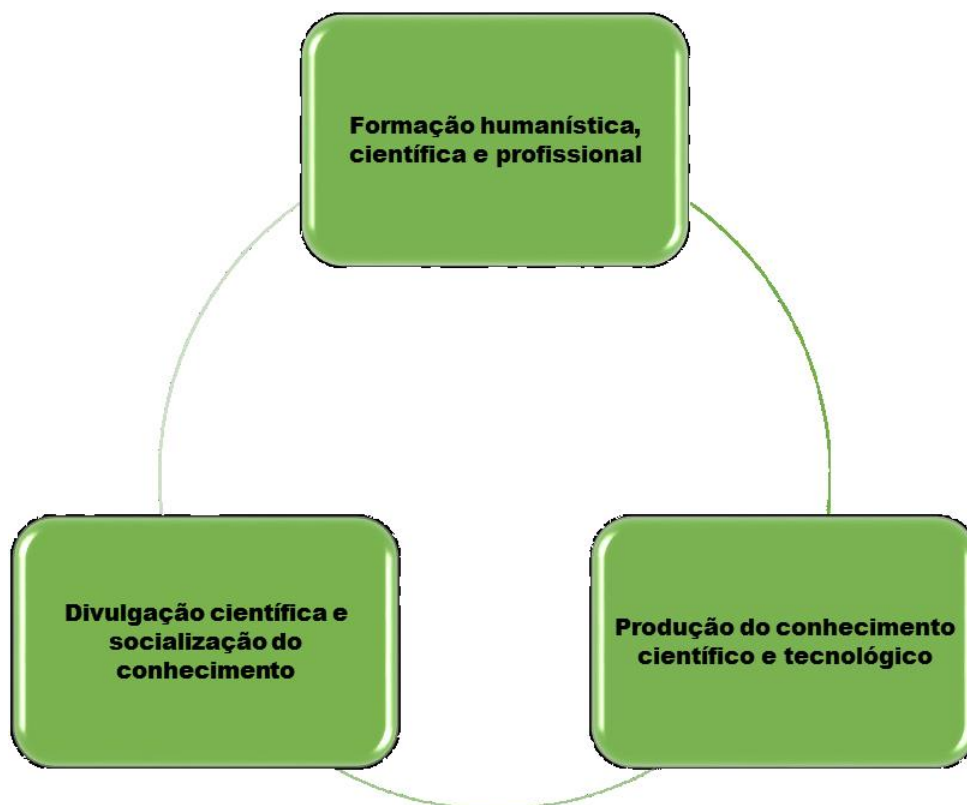 Formação humanística,
científica e profissional
Divulgação científica e
socialização do
conhecimento
Produção do conhecimento
científico e tecnológico